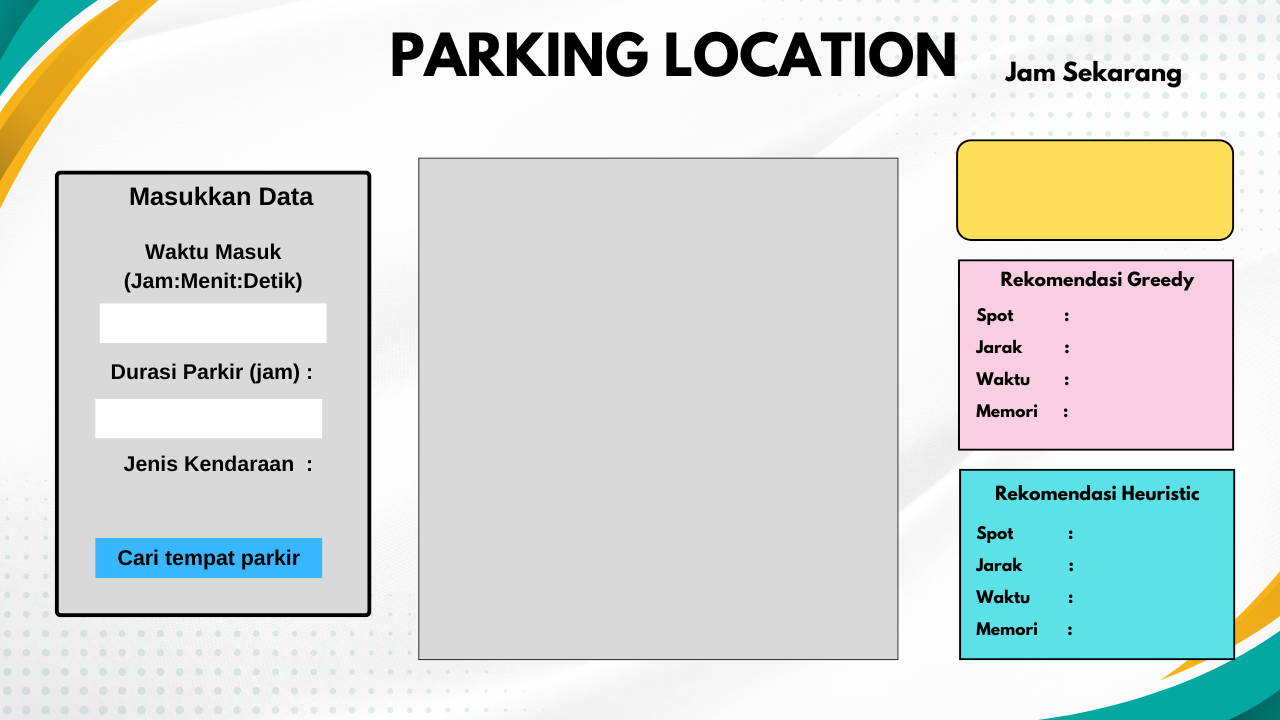 PARKING LOCATION
Jam Sekarang
Masukkan Data
Waktu Masuk
(Jam:Menit:Detik)
Durasi Parkir (jam) :
Jenis Kendaraan :
Cari tempat parkir
Rekomendasi Greedy
Spot :
Jarak :
Waktu :
Memori :
Rekomendasi Heuristic
Spot :
Jarak :
Waktu :
Memori :